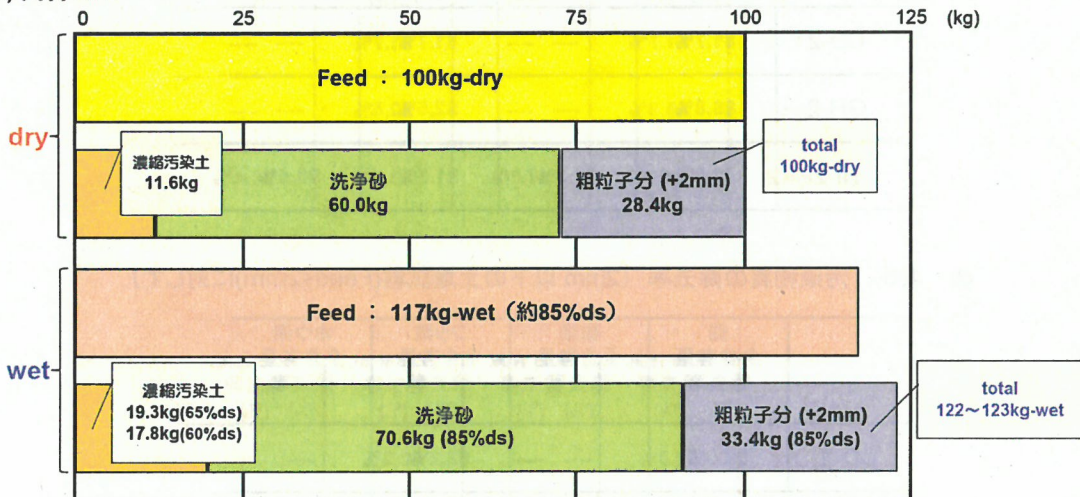 0 25 50 75 100 125 (kg)
Feed : 100kg-dry
dry
濃縮汚染土
11.6kg
洗浄砂
60.0kg
粗粒子分 (+2mm)
28.4kg
total
100kg-dry
Feed : 117kg-wet (約85%ds)
wet
濃縮汚染土
19.3kg(65%ds)
17.8kg(60%ds)
洗浄砂
70.6kg (85%ds)
粗粒子分 (+2mm)
33.4kg (85%ds)
total
122～123kg-wet